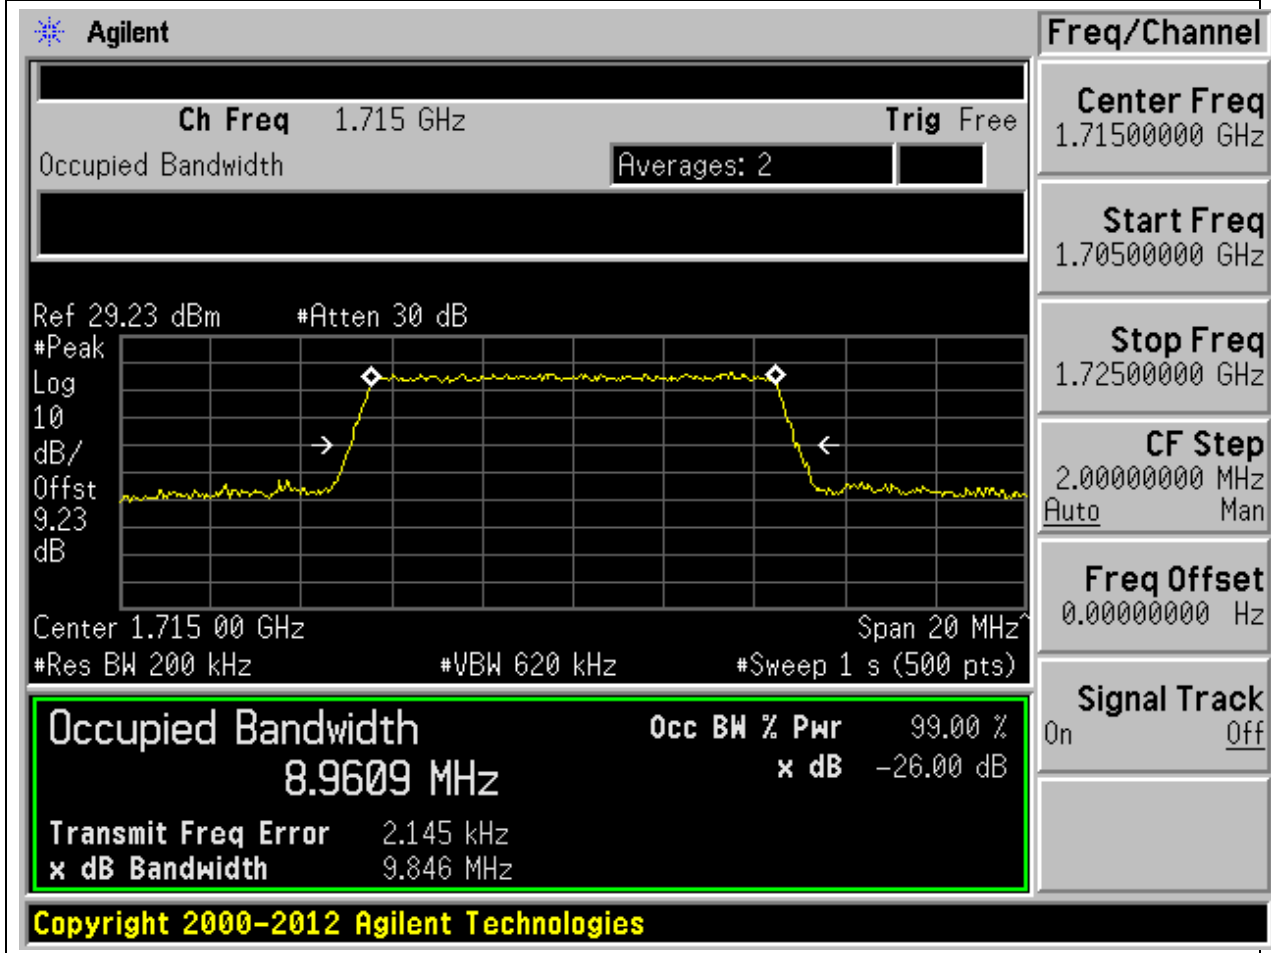 Agilent
Freq/Channel
Ch Freq 1.715 GHz Trig Free
Occupied Bandwidth Averages: 2
Center Freq
1.71500000 GHz
Start Freq
1.70500000 GHz
Stop Freq
1.72500000 GHz
CF Step
2.00000000 MHz
Auto Man
Freq Offset
0.00000000 Hz
Signal Track
On Off
Ref 29.23 dBm #Atten 30 dB
#Peak
Log
10
dB/
Offst
9.23
dB
Center 1.715 00 GHz Span 20 MHz^
#Res BW 200 kHz #VBW 620 kHz #Sweep 1 s (500 pts)
Occupied Bandwidth Occ BW % Pwr 99.00 %
8.9609 MHz x dB -26.00 dB
Transmit Freq Error 2.145 kHz
x dB Bandwidth 9.846 MHz
Copyright 2000-2012 Agilent Technologies